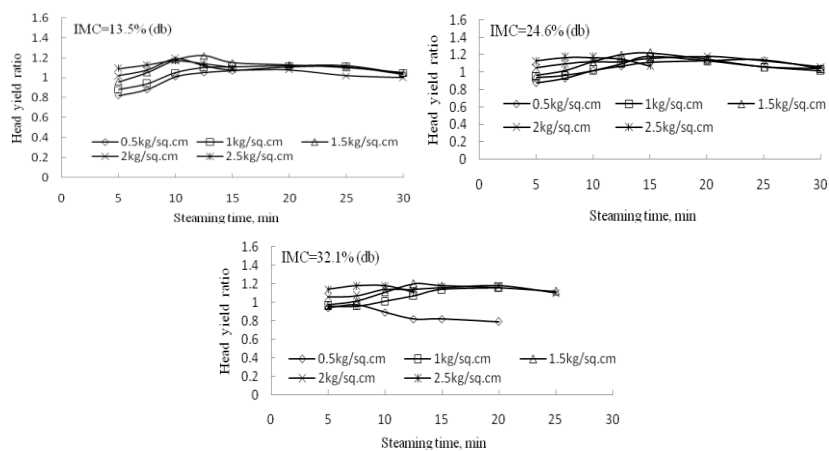 IMC=13.5% (db)
Head yield ratio
1.6
1.4
1.2
1
0.8
0.6
0.4
0.2
0
0.5kg/sq.cm 1kg/sq.cm 1.5kg/sq.cm
2kg/sq.cm 2.5kg/sq.cm
0 5 10 15 20 25 30
Steaming time, min
IMC=24.6% (db)
Head yield ratio
1.6
1.4
1.2
1
0.8
0.6
0.4
0.2
0
0.5kg/sq.cm 1kg/sq.cm 1.5kg/sq.cm
2kg/sq.cm 2.5kg/sq.cm
0 5 10 15 20 25 30
Steaming time, min
IMC=32.1% (db)
Head yield ratio
1.6
1.4
1.2
1
0.8
0.6
0.4
0.2
0
0.5kg/sq.cm 1kg/sq.cm 1.5kg/sq.cm
2kg/sq.cm 2.5kg/sq.cm
0 5 10 15 20 25 30
Steaming time, min